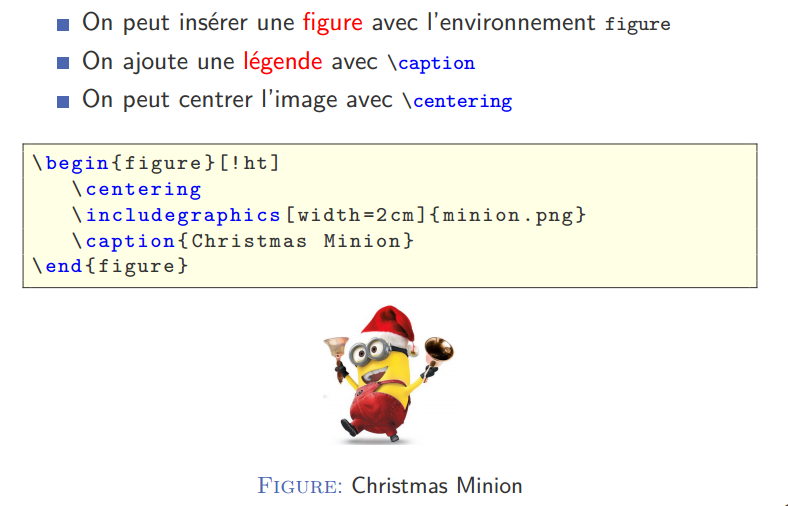 On peut insérer une figure avec l'environnement figure
On ajoute une légende avec \caption
On peut centrer l'image avec \centering
\begin{figure}[!ht]
\centering
\includegraphics[width=2cm]{minion.png}
\caption{Christmas Minion}
\end{figure}
FIGURE: Christmas Minion